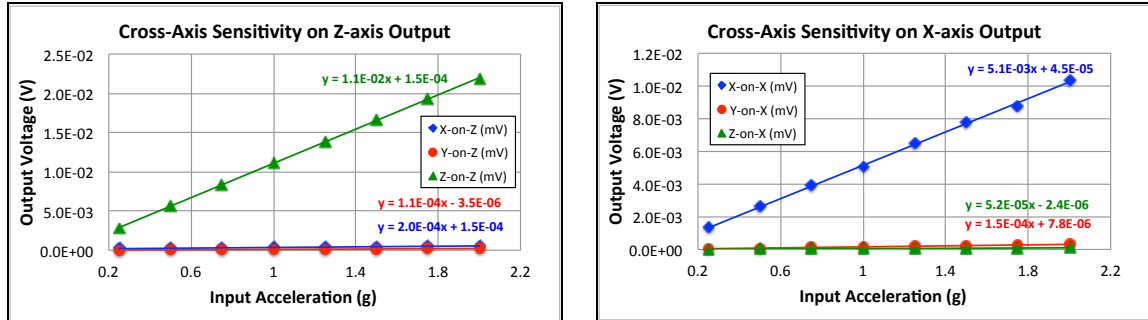 Cross-Axis Sensitivity on Z-axis Output
Output Voltage (V)
2.5E-02
2.0E-02
1.5E-02
1.0E-02
5.0E-03
0.0E+00
y = 1.1E-02x + 1.5E-04
X-on-Z (mV)
Y-on-Z (mV)
Z-on-Z (mV)
y = 1.1E-04x - 3.5E-06
y = 2.0E-04x + 1.5E-04
0.2 0.6 1 1.4 1.8 2.2
Input Acceleration (g)
Cross-Axis Sensitivity on X-axis Output
Output Voltage (V)
1.2E-02
1.0E-02
8.0E-03
6.0E-03
4.0E-03
2.0E-03
0.0E+00
y = 5.1E-03x + 4.5E-05
X-on-X (mV)
Y-on-X (mV)
Z-on-X (mV)
y = 5.2E-05x - 2.4E-06
y = 1.5E-04x + 7.8E-06
0.2 0.6 1 1.4 1.8 2.2
Input Acceleration (g)